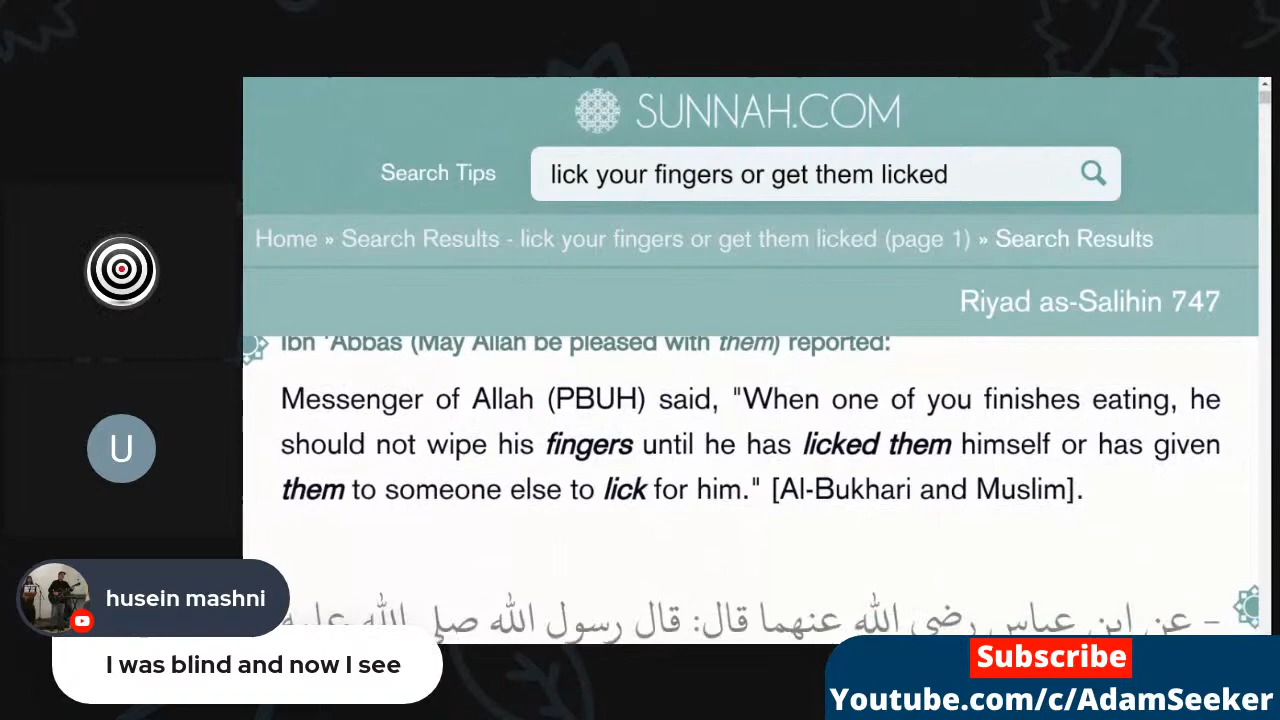 SUNNAH.COM
Search Tips
lick your fingers or get them licked
Home » Search Results - lick your fingers or get them licked (page 1) » Search Results
Riyad as-Salihin 747
Ibn 'Abbas (May Allah be pleased with them) reported:
Messenger of Allah (PBUH) said, "When one of you finishes eating, he
should not wipe his fingers until he has licked them himself or has given
them to someone else to lick for him." [Al-Bukhari and Muslim].
- عن ابن عباس رضي الله عنهما قال: قال رسول الله صلى الله عليه
U
husein mashni
I was blind and now I see
Subscribe
Youtube.com/c/AdamSeeker